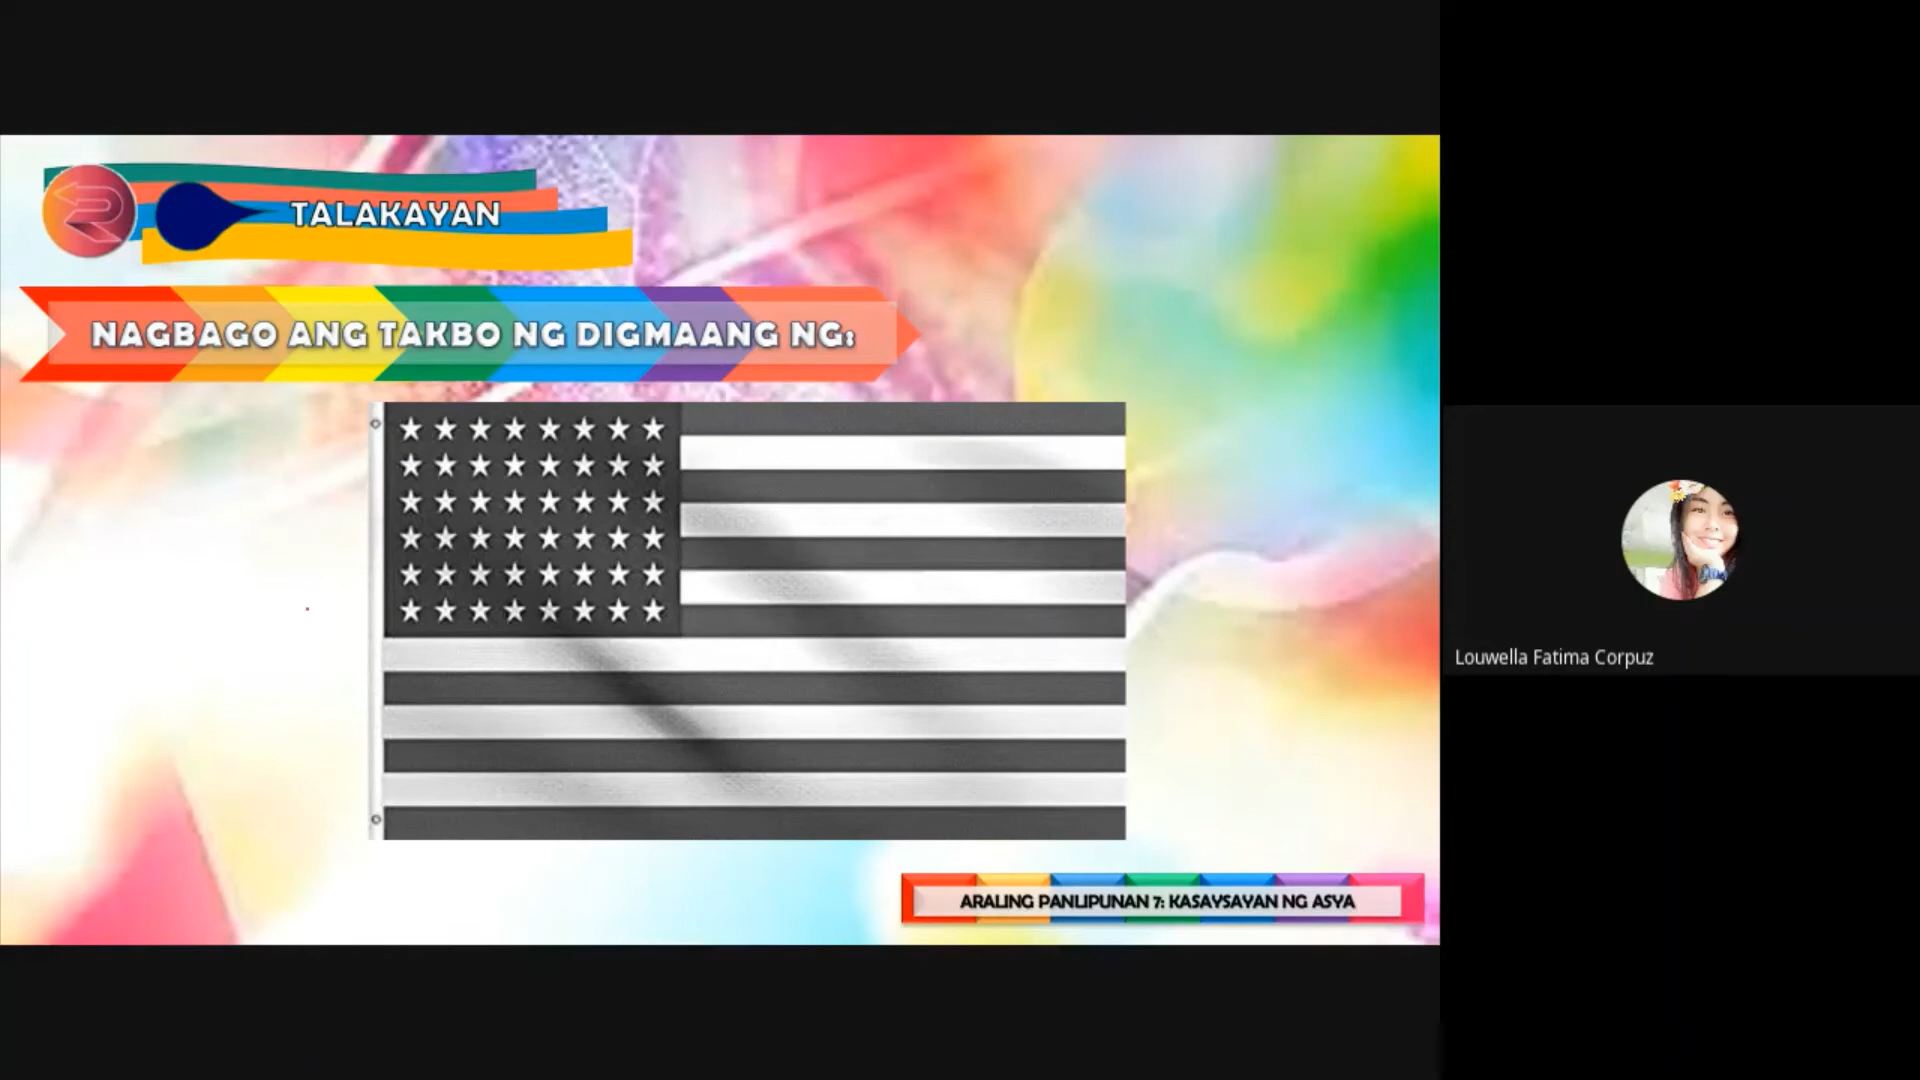 TALAKAYAN
NAGBAGO ANG TAKBO NG DIGMAANG NG:
Louwella Fatima Corpuz
ARALING PANLIPUNAN 7: KASAYSAYAN NG ASYA